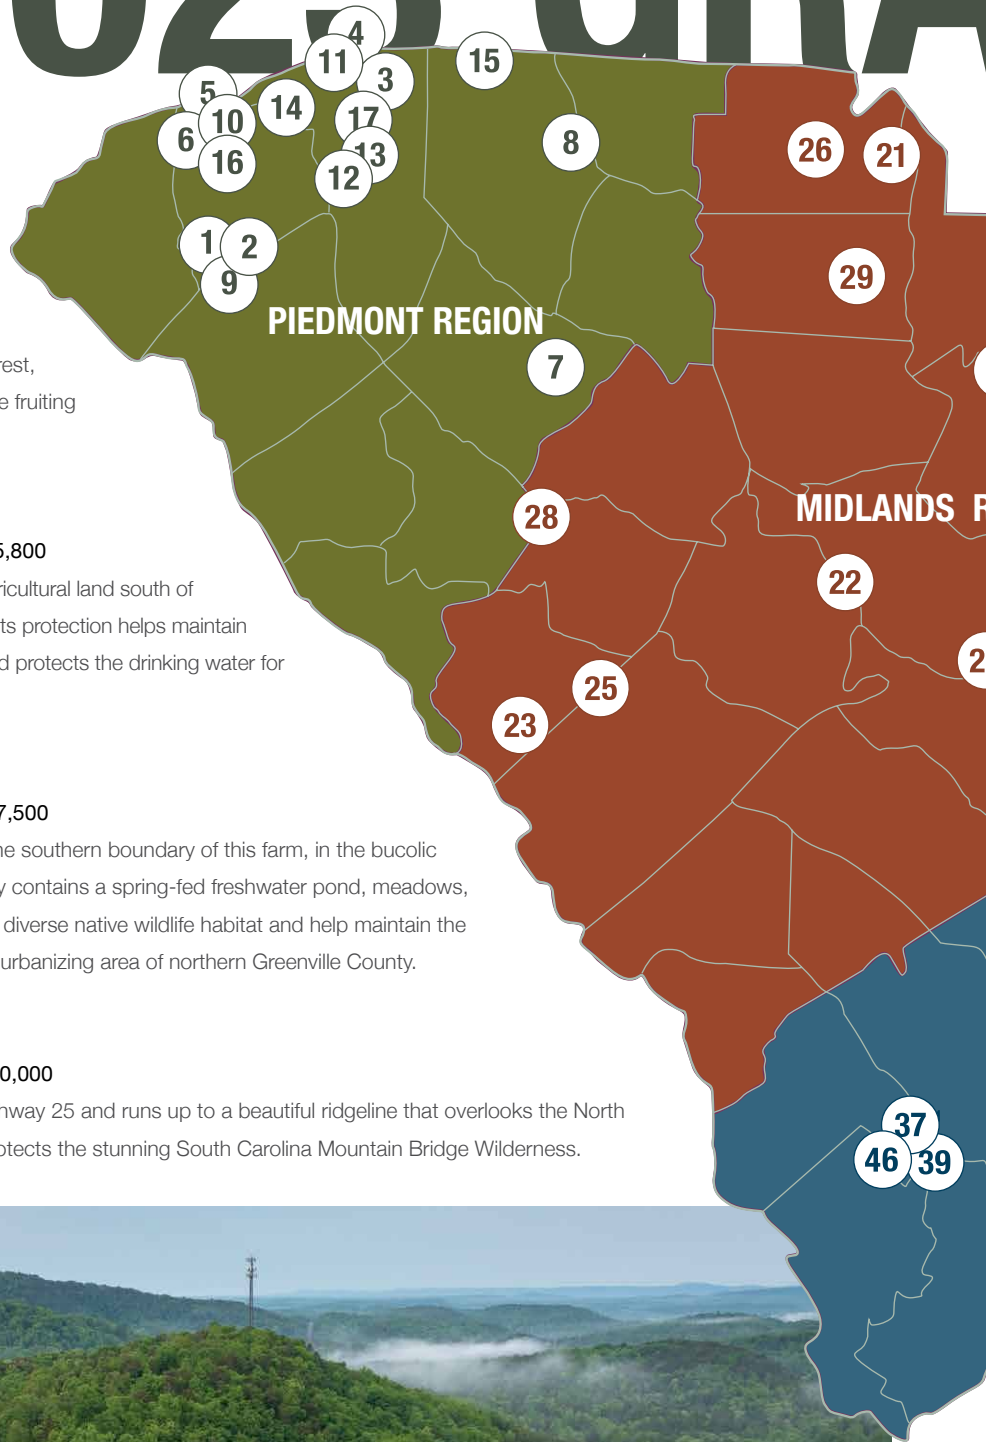 025 GRA
4
11
15
3
5
14
17
10
8
6
13
26
21
16
12
1
2
29
9
PIEDMONT REGION
7
rest,
e fruiting
MIDLANDS R
28
5,800
22
ricultural land south of
ts protection helps maintain
d protects the drinking water for
2
25
23
7,500
ne southern boundary of this farm, in the bucolic
y contains a spring-fed freshwater pond, meadows,
diverse native wildlife habitat and help maintain the
urbanizing area of northern Greenville County.
0,000
hway 25 and runs up to a beautiful ridgeline that overlooks the North
otects the stunning South Carolina Mountain Bridge Wilderness.
37
46
39